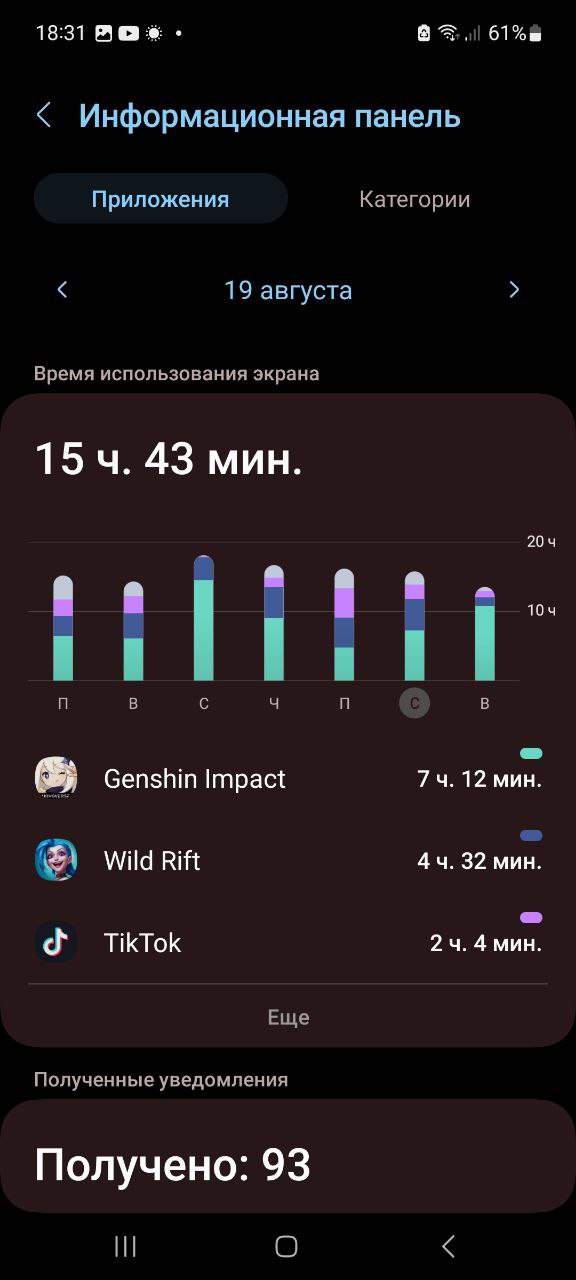 18:31 61%
Информационная панель
Приложения Категории
19 августа
Время использования экрана
15 ч. 43 мин.
20 ч
10 ч
П В С Ч П С В
Genshin Impact 7 ч. 12 мин.
Wild Rift 4 ч. 32 мин.
TikTok 2 ч. 4 мин.
Еще
Полученные уведомления
Получено: 93